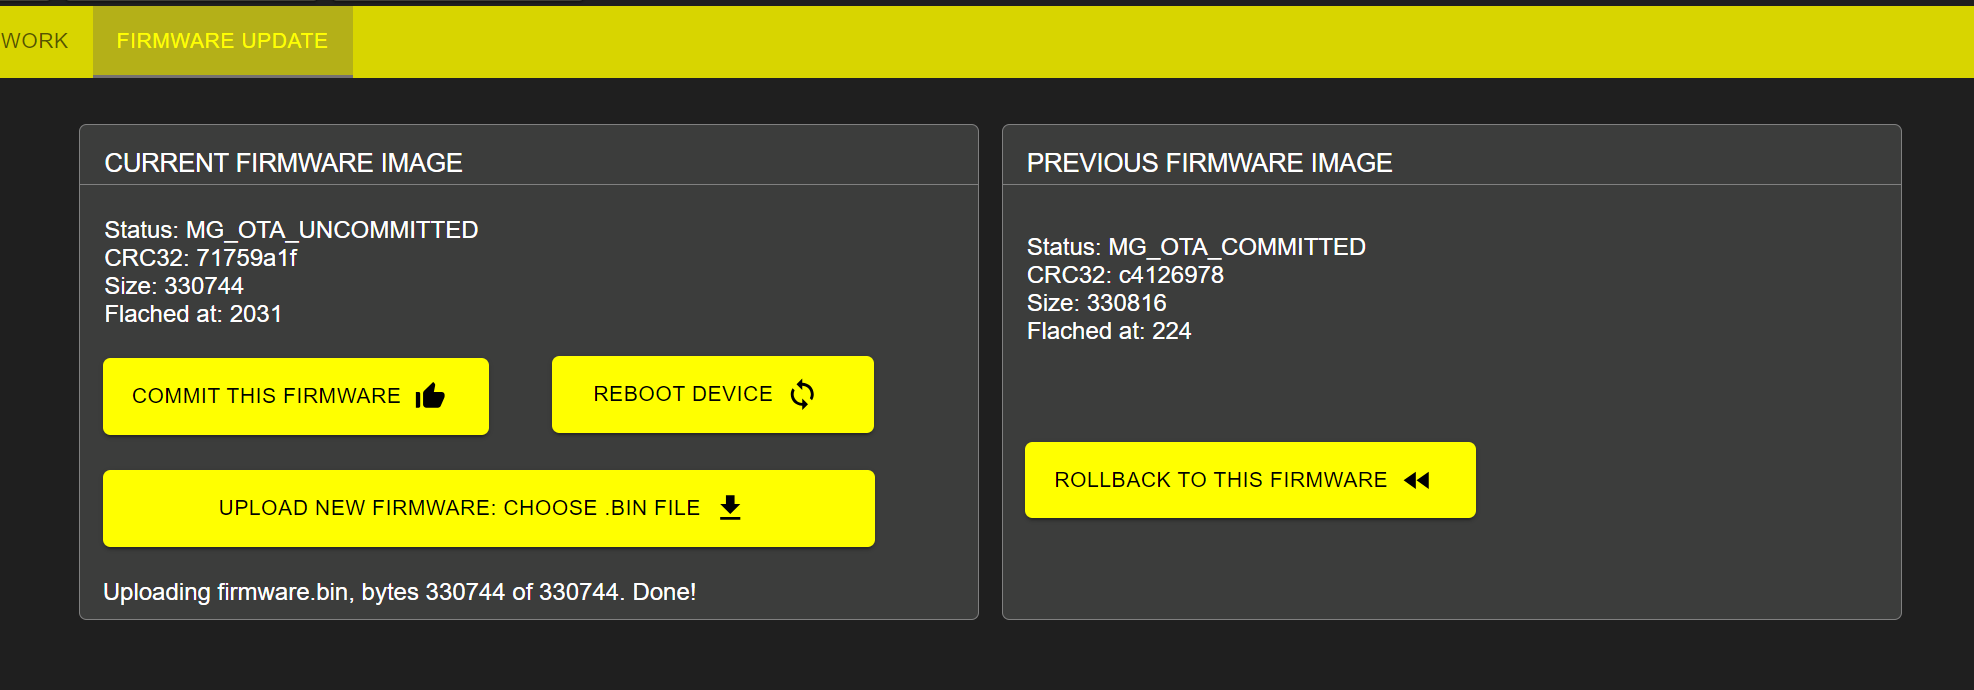 WORK
FIRMWARE UPDATE
CURRENT FIRMWARE IMAGE
Status: MG_OTA_UNCOMMITTED
CRC32: 71759a1f
Size: 330744
Flached at: 2031
COMMIT THIS FIRMWARE
REBOOT DEVICE
UPLOAD NEW FIRMWARE: CHOOSE .BIN FILE
Uploading firmware.bin, bytes 330744 of 330744. Done!
PREVIOUS FIRMWARE IMAGE
Status: MG_OTA_COMMITTED
CRC32: c4126978
Size: 330816
Flached at: 224
ROLLBACK TO THIS FIRMWARE